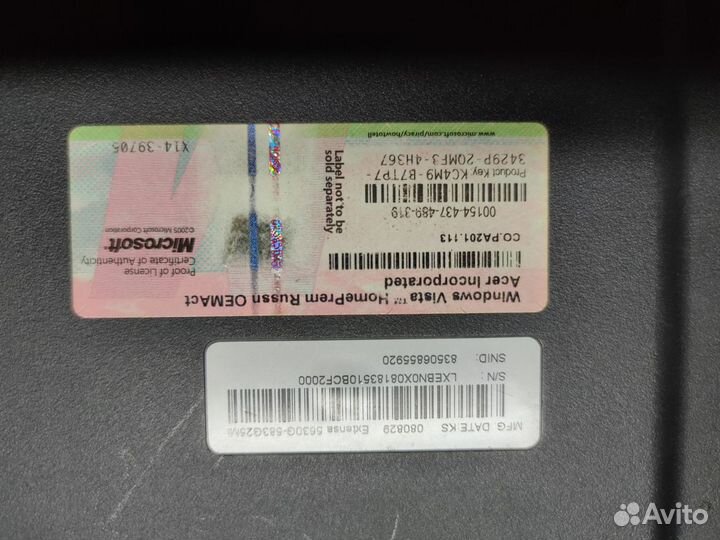 Windows Vista™ HomePrem Russn OEMAct
Acer Incorporated
CO.PA201.113
00154-437-489-319
Product Key: KC4M9-B7TP7-
3429P-2QMF3-4H367
www.microsoft.com/piracy/howtotell
Label not to be
sold separately
Proof of License
Certificate of Authenticity
Microsoft
©2005 Microsoft Corporation
X14-39705
MFG. DATE KS 080829 Extensa 5630G-583G25Mi
S/N : LXEBN0X08183510BCF2000
SNID: 83506855920
Avito